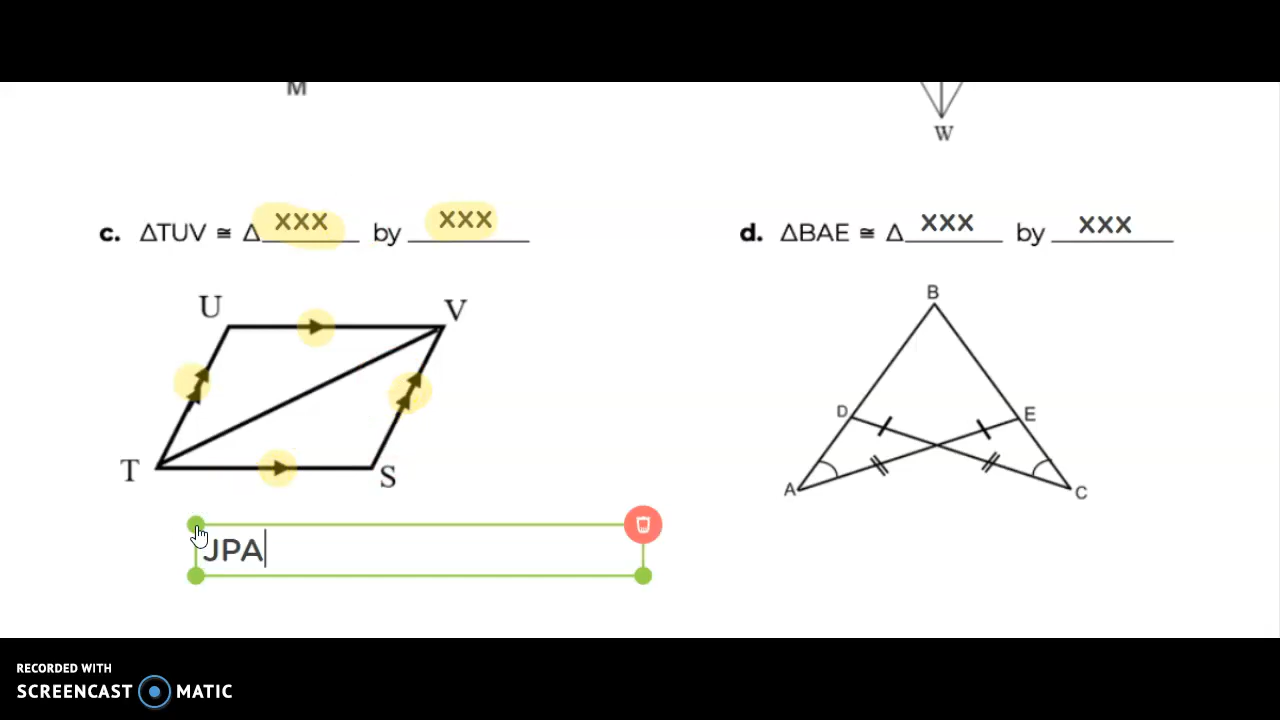 M
W
c. ΔTUV ≅ Δ XXX by XXX
d. ΔBAE ≅ Δ XXX by XXX
U V
T S
B
D E
A C
JPA
RECORDED WITH
SCREENCAST MATIC